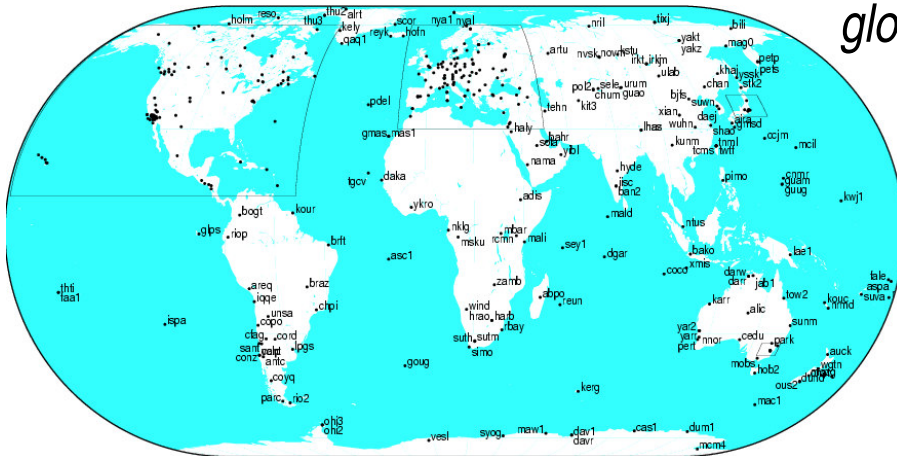 glo
reso
thu2
alrt
holm
thu3
kely
scor
nya1
nyal
qaq1
reyk
hofn
nril
tixj
bili
yakt
yakz
mag0
artu
nvsk
novm
kstu
irkt
irkm
petp
pets
ulab
khaj
yssk
stk2
chan
pol2
sele
urum
chum
guao
bjfs
suwn
tehn
kit3
xian
daej
pdel
haly
lhas
wuhn
shao
gmas
mas1
bahr
kunm
tnml
tcms
twtf
ccjm
mcil
nama
yibl
hyde
iisc
ban2
pimo
cnmr
guam
guug
kwj1
tgcv
daka
ykro
adis
mald
bogt
kour
glps
riop
nklg
msku
mbar
rcmn
mali
sey1
dgar
ntus
brft
asc1
bako
xmis
coco
lae1
thti
faa1
areq
braz
iqqe
zamb
abpo
reun
darw
darr
jab1
tow2
karr
alic
fale
aspa
suva
kouc
nrmd
ispa
unsa
chpi
copo
wind
hrao
harb
rbay
suth
sutm
simo
cfag
cord
sant
lpgs
conz
antc
yar2
yarr
pert
nnor
cedu
park
sunm
mobs
hob2
auck
wgtn
ous2
dund
coyq
goug
kerg
mac1
parc
rio2
ohi3
ohi2
vesl
syog
maw1
dav1
davr
cas1
dum1
mcm4